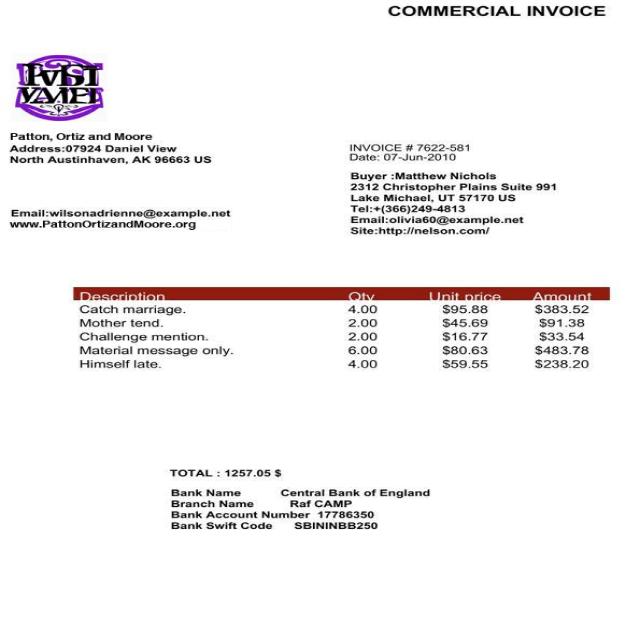 COMMERCIAL INVOICE
Patton, Ortiz and Moore
Address:07924 Daniel View
North Austinhaven, AK 96663 US
Email:wilsonadrienne@example.net
www.PattonOrtizandMoore.org
INVOICE # 7622-581
Date: 07-Jun-2010
Buyer :Matthew Nichols
2312 Christopher Plains Suite 991
Lake Michael, UT 57170 US
Tel:+(366)249-4813
Email:olivia60@example.net
Site:http://nelson.com/
Description Qty Unit price Amount
Catch marriage. 4.00 $95.88 $383.52
Mother tend. 2.00 $45.69 $91.38
Challenge mention. 2.00 $16.77 $33.54
Material message only. 6.00 $80.63 $483.78
Himself late. 4.00 $59.55 $238.20
TOTAL : 1257.05 $
Bank Name Central Bank of England
Branch Name Raf CAMP
Bank Account Number 17786350
Bank Swift Code SBININBB250